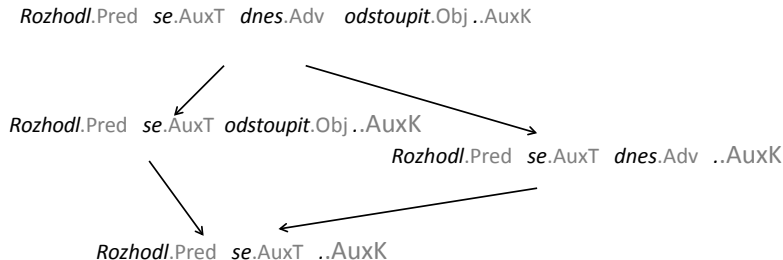 Rozhodl.Pred se.AuxT dnes.Adv odstoupit.Obj ..AuxK
Rozhodl.Pred se.AuxT odstoupit.Obj ..AuxK
Rozhodl.Pred se.AuxT dnes.Adv ..AuxK
Rozhodl.Pred se.AuxT ..AuxK